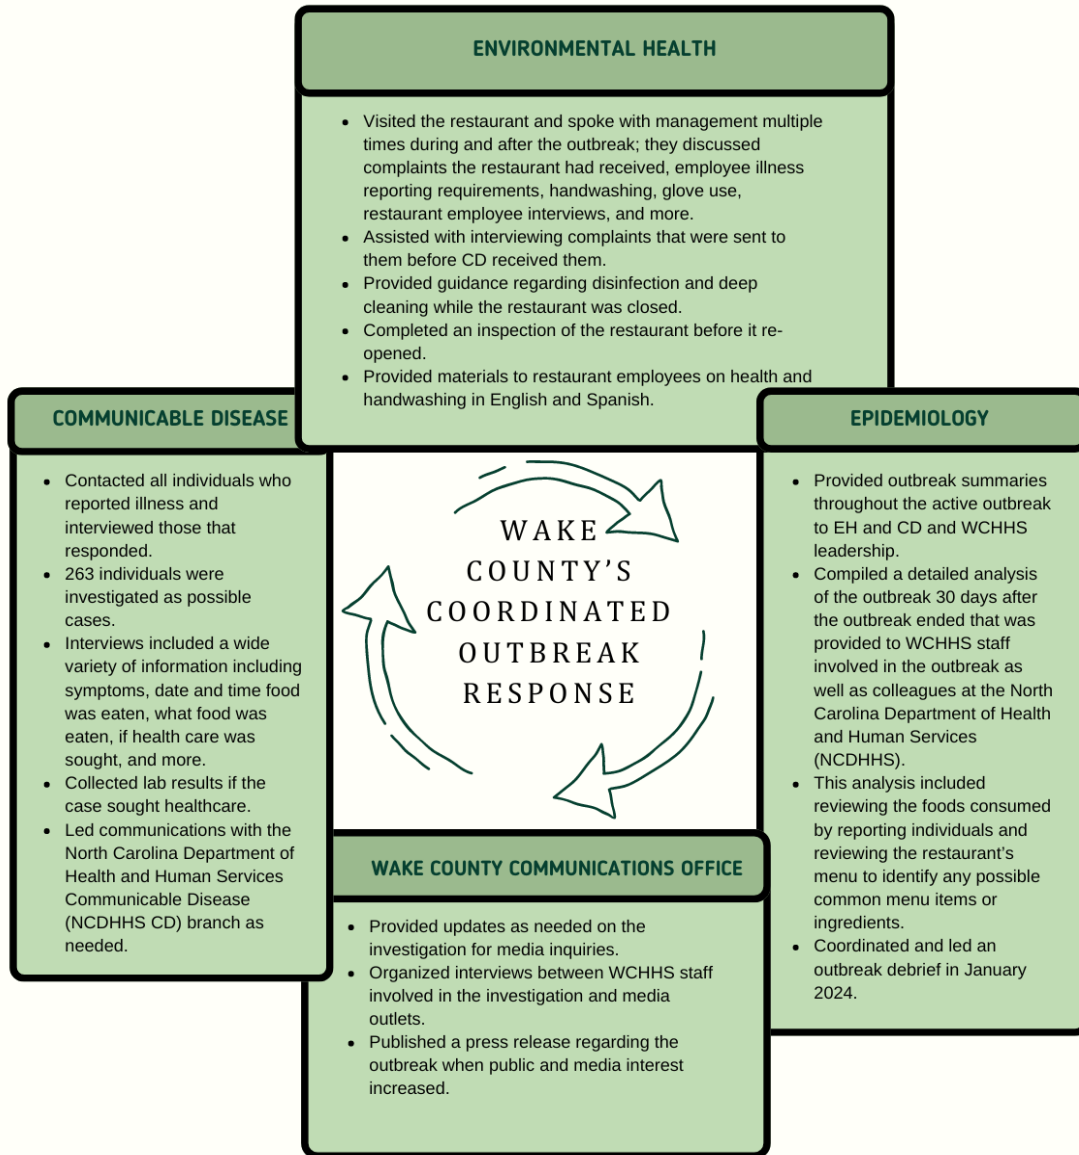 ENVIRONMENTAL HEALTH
• Visited the restaurant and spoke with management multiple
times during and after the outbreak; they discussed
complaints the restaurant had received, employee illness
reporting requirements, handwashing, glove use,
restaurant employee interviews, and more.
• Assisted with interviewing complaints that were sent to
them before CD received them.
• Provided guidance regarding disinfection and deep
cleaning while the restaurant was closed.
• Completed an inspection of the restaurant before it re-
opened.
• Provided materials to restaurant employees on health and
handwashing in English and Spanish.
COMMUNICABLE DISEASE
• Contacted all individuals who
reported illness and
interviewed those that
responded.
• 263 individuals were
investigated as possible
cases.
• Interviews included a wide
variety of information including
symptoms, date and time food
was eaten, what food was
eaten, if health care was
sought, and more.
• Collected lab results if the
case sought healthcare.
• Led communications with the
North Carolina Department of
Health and Human Services
Communicable Disease
(NCDHHS CD) branch as
needed.
WAKE
COUNTY'S
COORDINATED
OUTBREAK
RESPONSE
EPIDEMIOLOGY
• Provided outbreak summaries
throughout the active outbreak
to EH and CD and WCHHS
leadership.
• Compiled a detailed analysis
of the outbreak 30 days after
the outbreak ended that was
provided to WCHHS staff
involved in the outbreak as
well as colleagues at the North
Carolina Department of Health
and Human Services
(NCDHHS).
• This analysis included
reviewing the foods consumed
by reporting individuals and
reviewing the restaurant's
menu to identify any possible
common menu items or
ingredients.
• Coordinated and led an
outbreak debrief in January
2024.
WAKE COUNTY COMMUNICATIONS OFFICE
• Provided updates as needed on the
investigation for media inquiries.
• Organized interviews between WCHHS staff
involved in the investigation and media
outlets.
• Published a press release regarding the
outbreak when public and media interest
increased.